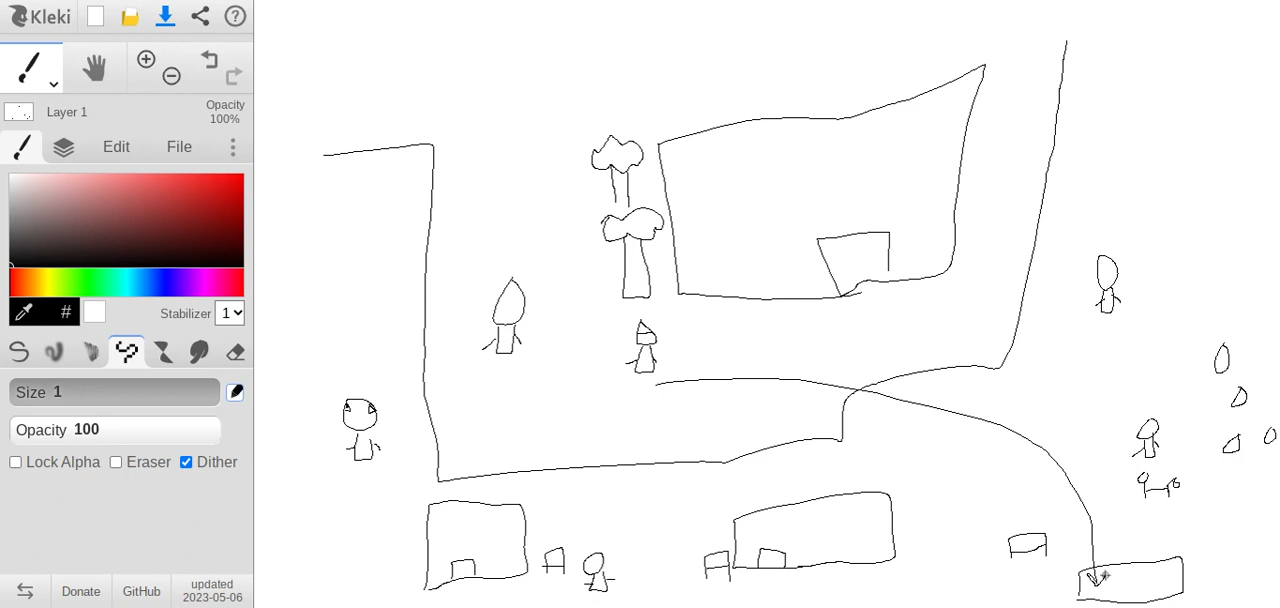 Kleki
Layer 1
Opacity
100%
Edit
File
#
Stabilizer 1
Size 1
Opacity 100
Lock Alpha
Eraser
Dither
Donate
GitHub
updated
2023-05-06